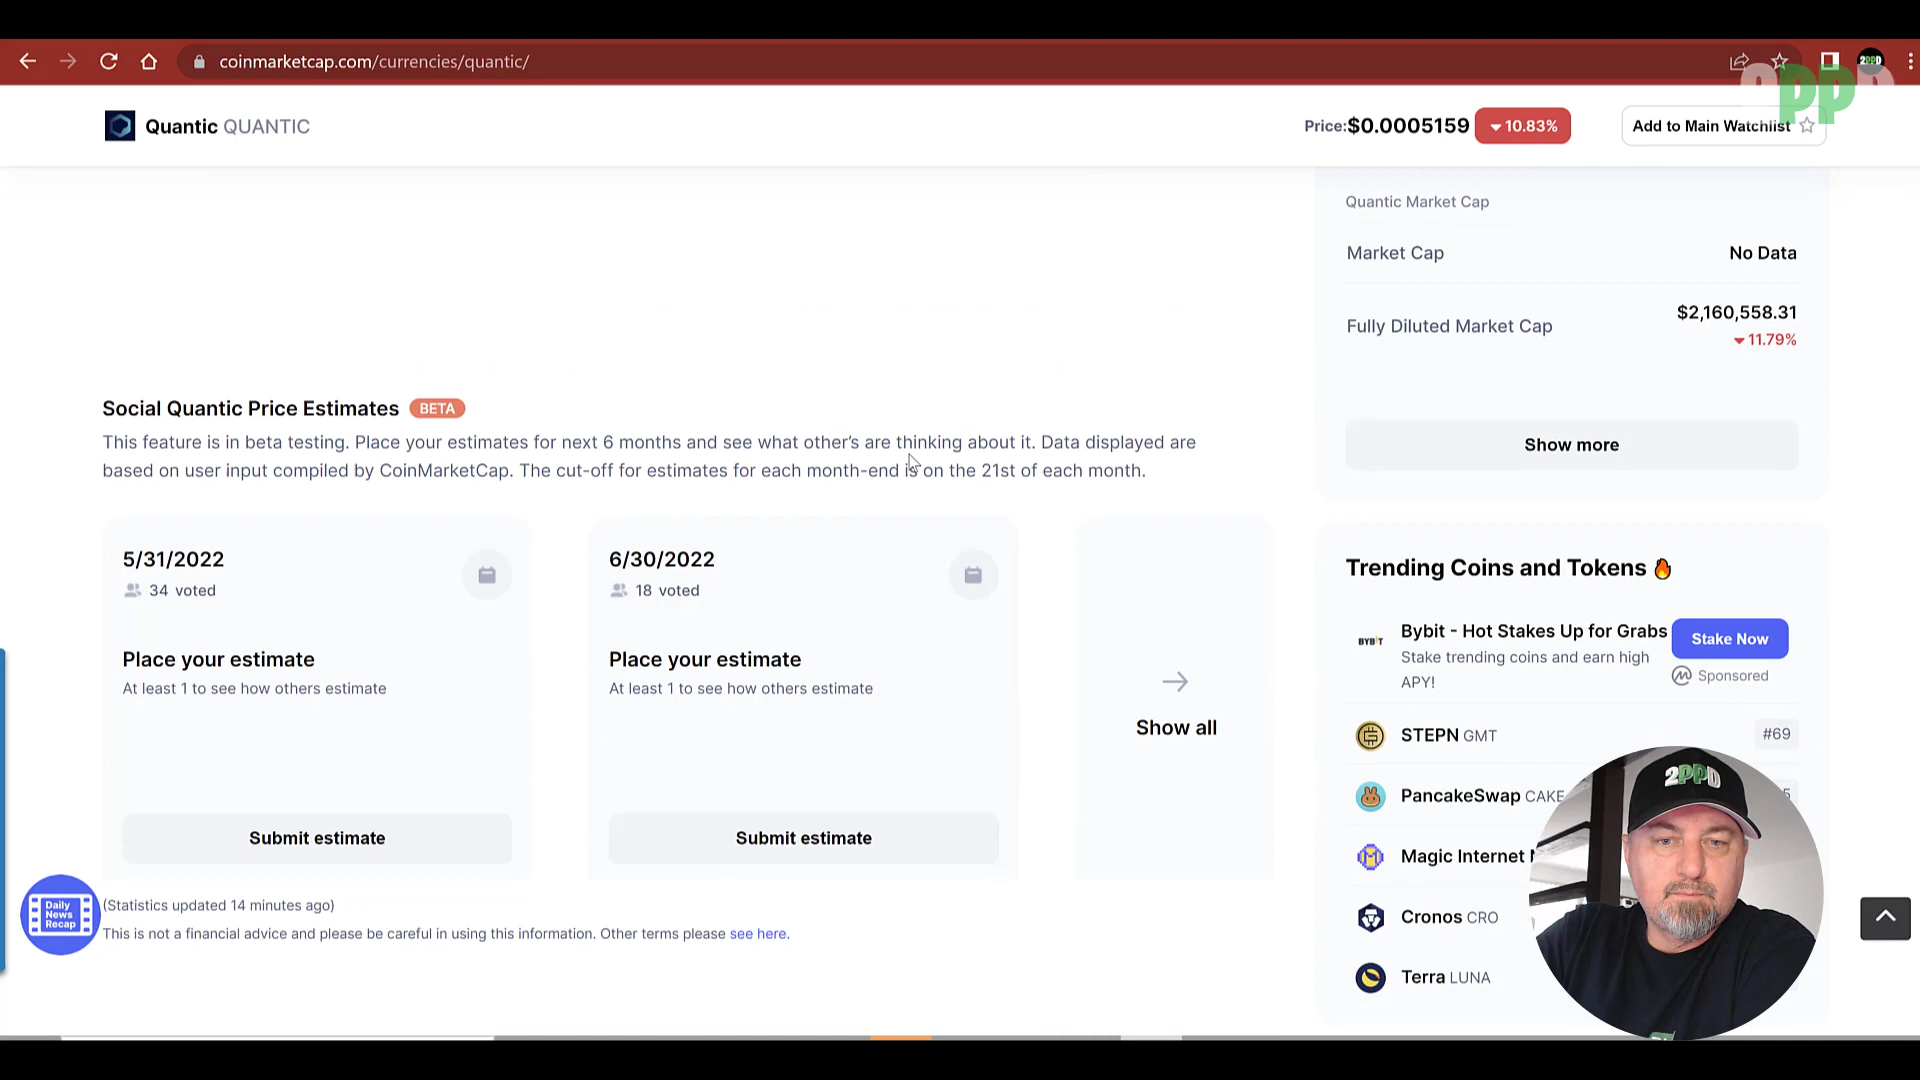 coinmarketcap.com/currencies/quantic/
2PPD
2PPD
Quantic QUANTIC
Price:$0.0005159
10.83%
Add to Main Watchlist
Quantic Market Cap
Market Cap
No Data
Fully Diluted Market Cap
$2,160,558.31
11.79%
Show more
Social Quantic Price Estimates BETA
This feature is in beta testing. Place your estimates for next 6 months and see what other's are thinking about it. Data displayed are
based on user input compiled by CoinMarketCap. The cut-off for estimates for each month-end is on the 21st of each month.
5/31/2022
34 voted
Place your estimate
At least 1 to see how others estimate
Submit estimate
6/30/2022
18 voted
Place your estimate
At least 1 to see how others estimate
Submit estimate
Show all
(Statistics updated 14 minutes ago)
This is not a financial advice and please be careful in using this information. Other terms please see here.
Daily
News
Recap
Trending Coins and Tokens
BYBIT
Bybit - Hot Stakes Up for Grabs
Stake trending coins and earn high
APY!
Stake Now
Sponsored
STEPN GMT
#69
PancakeSwap CAKE
Magic Internet
Cronos CRO
Terra LUNA
2PPD